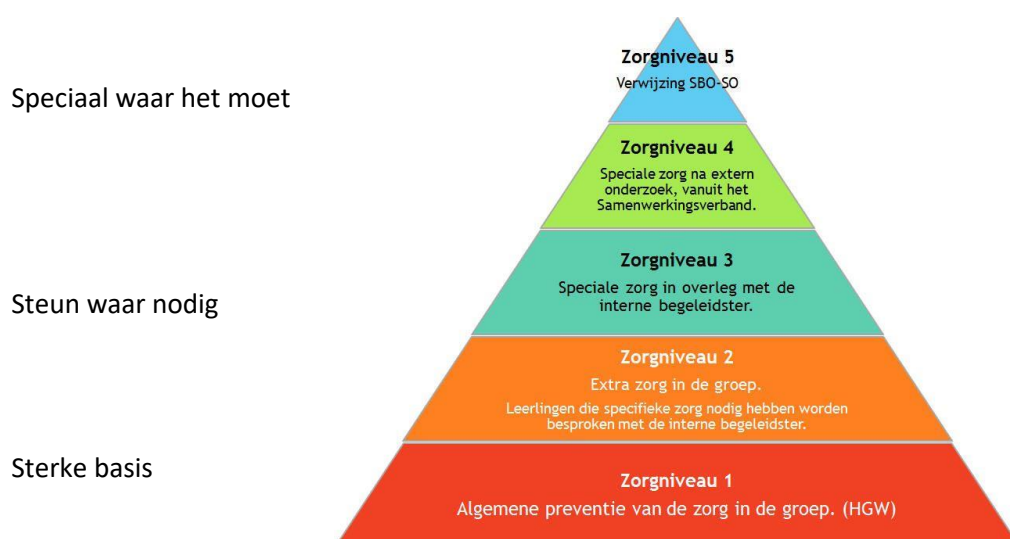 Zorgniveau 5
Verwijzing SBO-SO
Speciaal waar het moet
Zorgniveau 4
Speciale zorg na extern
onderzoek, vanuit het
Samenwerkingsverband.
Zorgniveau 3
Speciale zorg in overleg met de
interne begeleidster.
Steun waar nodig
Zorgniveau 2
Extra zorg in de groep.
Leerlingen die specifieke zorg nodig hebben worden
besproken met de interne begeleidster.
Sterke basis
Zorgniveau 1
Algemene preventie van de zorg in de groep. (HGW)